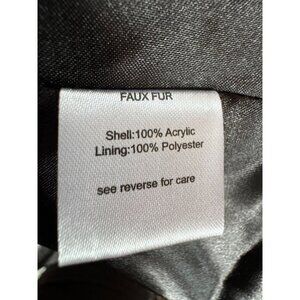 FAUX FUR
Shell:100% Acrylic
Lining:100% Polyester
see reverse for care